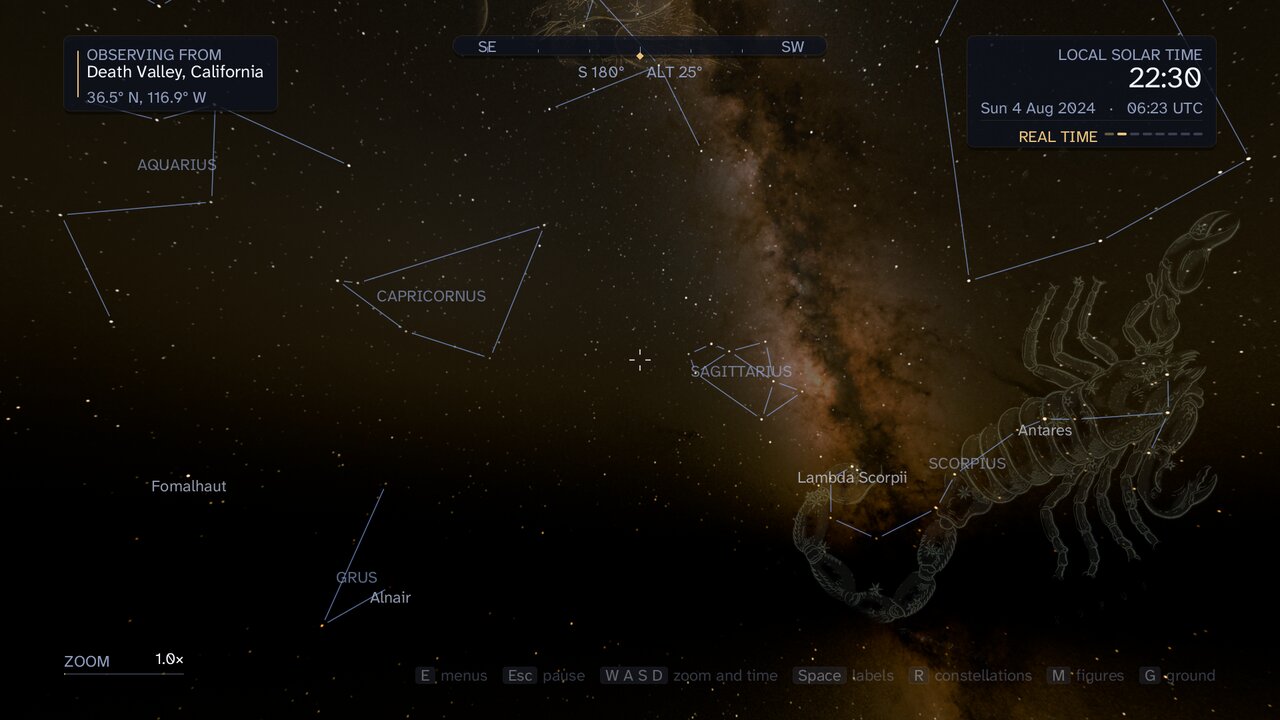 OBSERVING FROM
Death Valley, California
36.5° N, 116.9° W
SE SW
S 180° ALT 25°
LOCAL SOLAR TIME
22:30
Sun 4 Aug 2024 · 06:23 UTC
REAL TIME
AQUARIUS
CAPRICORNUS
SAGITTARIUS
Antares
SCORPIUS
Lambda Scorpii
Fomalhaut
GRUS
Alnair
ZOOM 1.0×
E menus Esc pause W A S D zoom and time Space labels R constellations M figures G ground